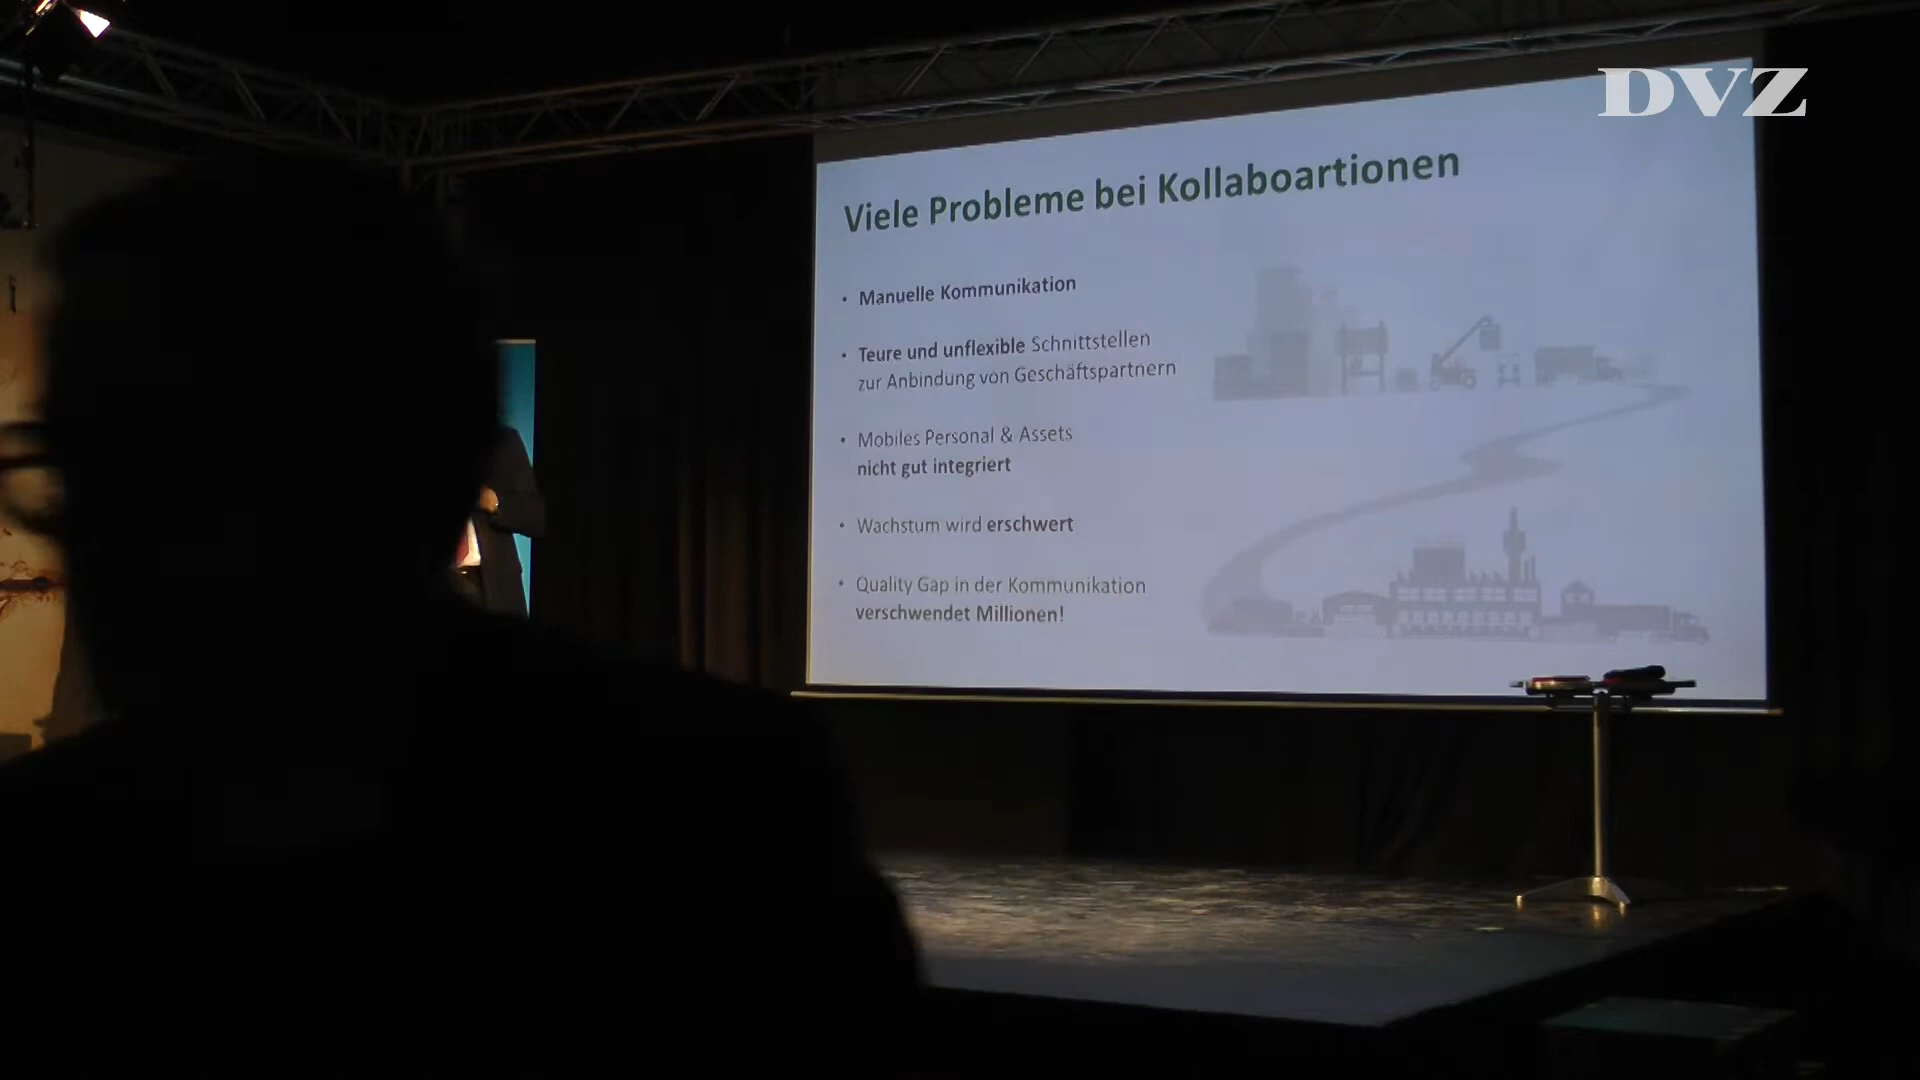 DVZ
Viele Probleme bei Kollaboartionen
• Manuelle Kommunikation
• Teure und unflexible Schnittstellen
zur Anbindung von Geschäftspartnern
• Mobiles Personal & Assets
nicht gut integriert
• Wachstum wird erschwert
• Quality Gap in der Kommunikation
verschwendet Millionen!